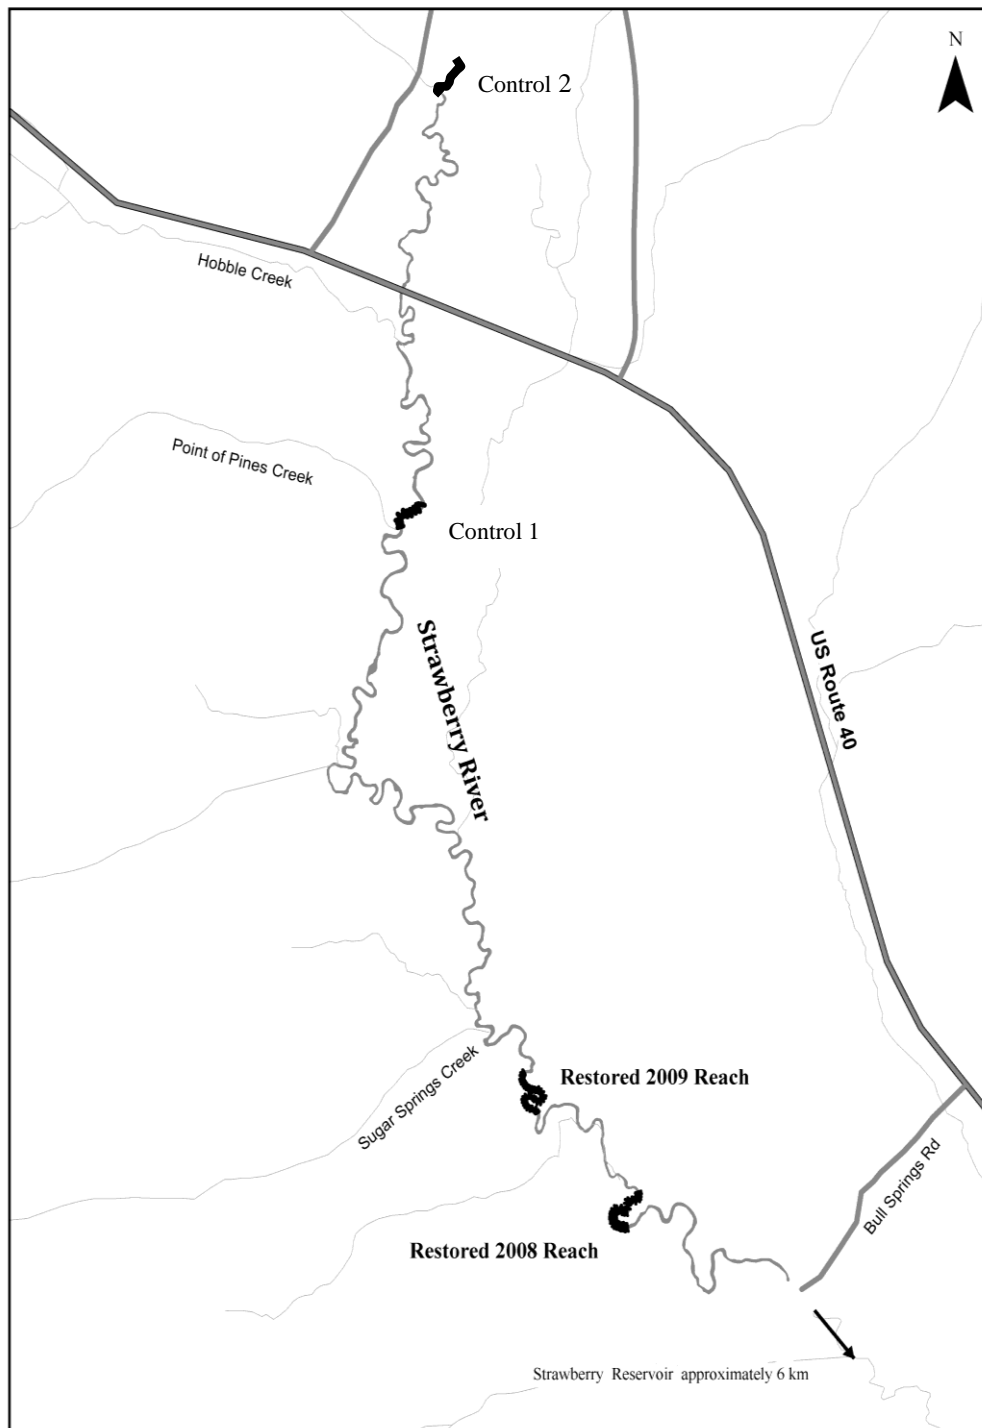 N
Control 2
Hobble Creek
Point of Pines Creek
Control 1
Strawberry River
US Route 40
Restored 2009 Reach
Sugar Springs Creek
Bull Springs Rd
Restored 2008 Reach
Strawberry Reservoir approximately 6 km